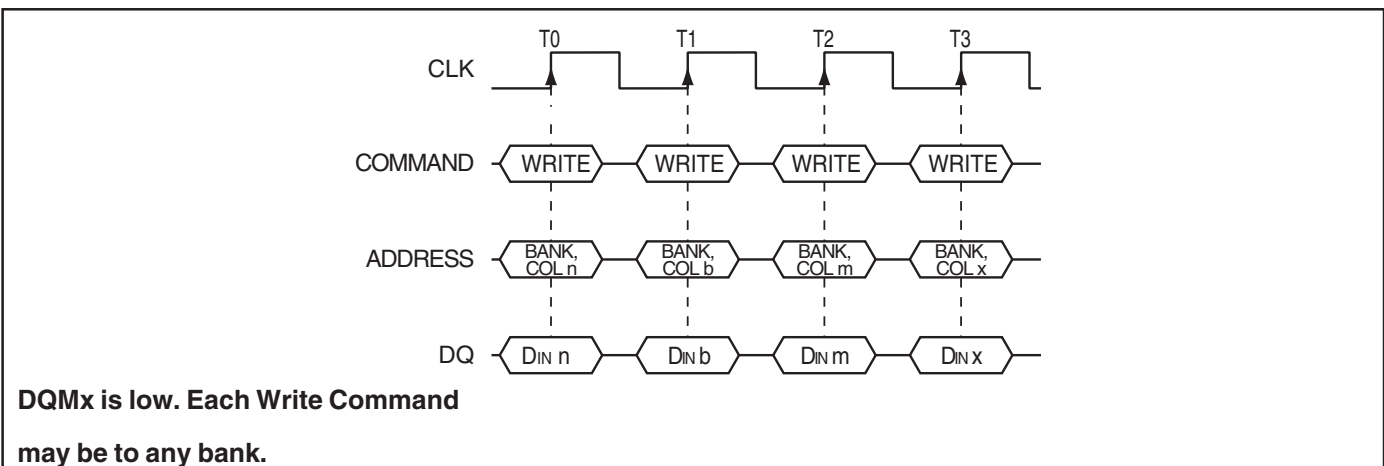 T0 T1 T2 T3
CLK
COMMAND WRITE WRITE WRITE WRITE
BANK, BANK, BANK, BANK,
ADDRESS
COL n COL b COL m COL x
DQ DIN n DIN b DIN m DIN x
DQMx is low. Each Write Command
may be to any bank.